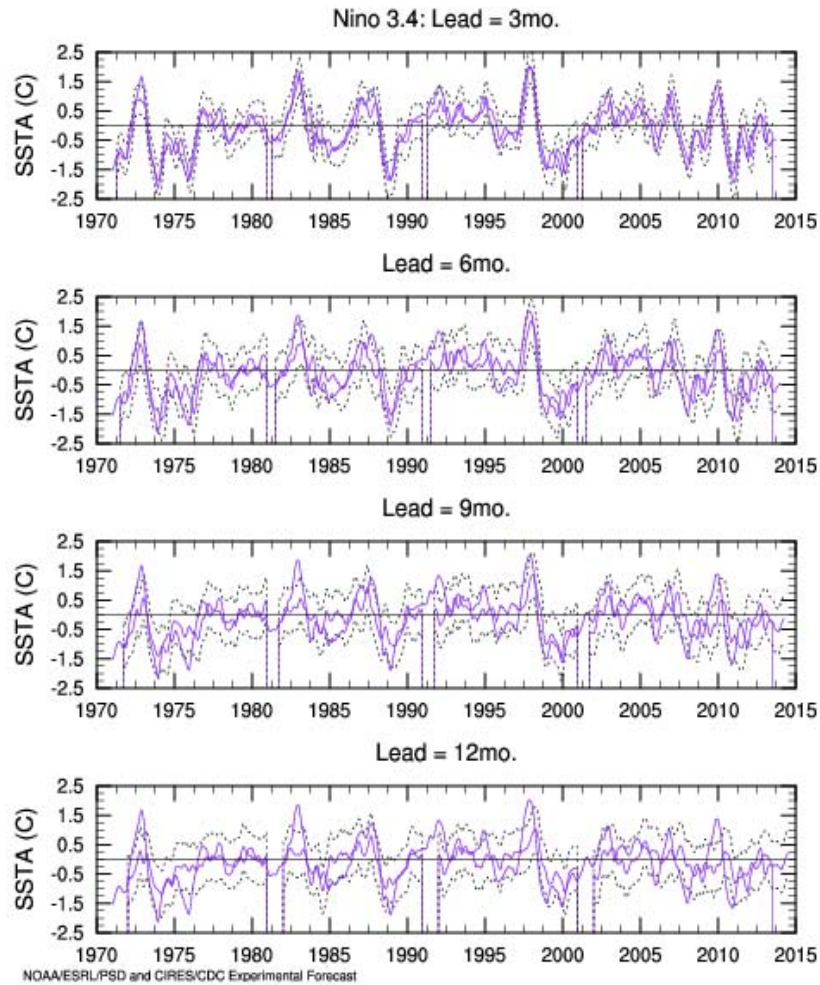 Nino 3.4: Lead = 3mo.
SSTA (C)
2.5
1.5
0.5
-0.5
-1.5
-2.5
1970 1975 1980 1985 1990 1995 2000 2005 2010 2015
Lead = 6mo.
SSTA (C)
2.5
1.5
0.5
-0.5
-1.5
-2.5
1970 1975 1980 1985 1990 1995 2000 2005 2010 2015
Lead = 9mo.
SSTA (C)
2.5
1.5
0.5
-0.5
-1.5
-2.5
1970 1975 1980 1985 1990 1995 2000 2005 2010 2015
Lead = 12mo.
SSTA (C)
2.5
1.5
0.5
-0.5
-1.5
-2.5
1970 1975 1980 1985 1990 1995 2000 2005 2010 2015
NOAA/ESRL/PSD and CIRES/CDC Experimental Forecast